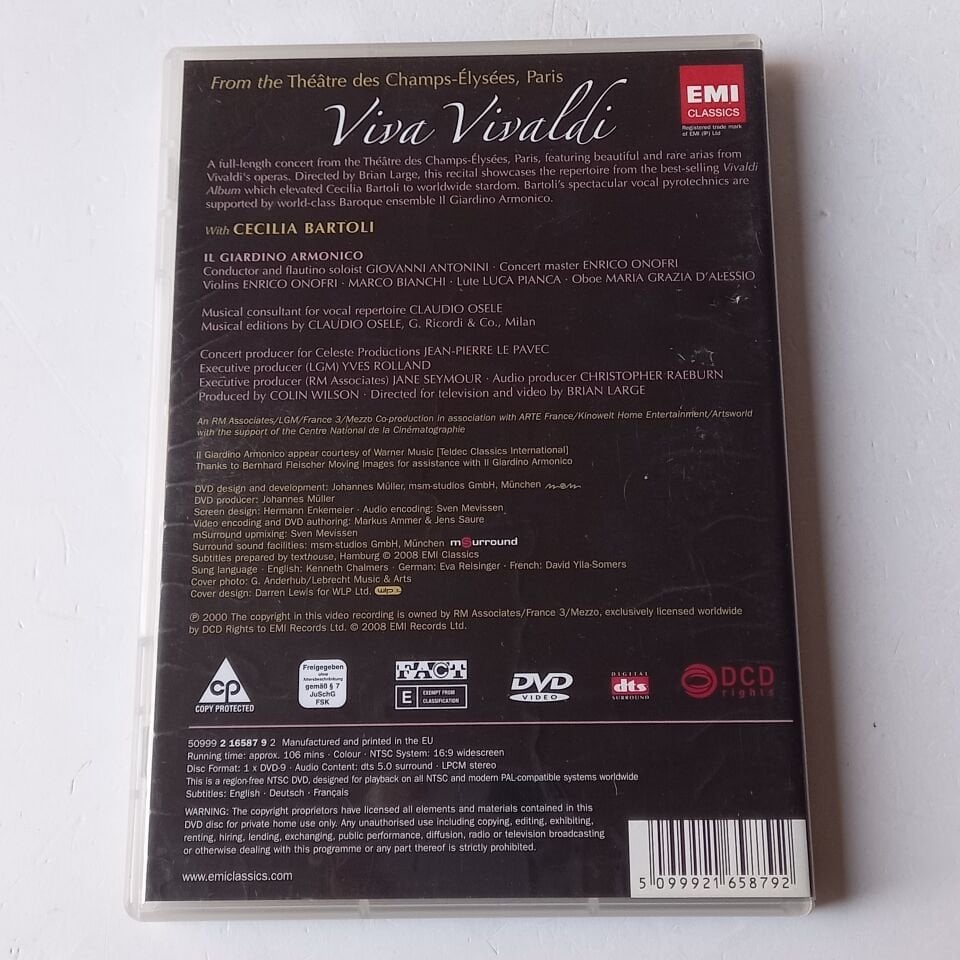 From the Théâtre des Champs-Élysées, Paris
Viva Vivaldi
EMI
CLASSICS
Registered trade mark
of EMI (IP) Ltd
A full-length concert from the Théâtre des Champs-Élysées, Paris, featuring beautiful and rare arias from
Vivaldi's operas. Directed by Brian Large, this recital showcases the repertoire from the best-selling Vivaldi
Album which elevated Cecilia Bartoli to worldwide stardom. Bartoli's spectacular vocal pyrotechnics are
supported by world-class Baroque ensemble Il Giardino Armonico.
With CECILIA BARTOLI
IL GIARDINO ARMONICO
Conductor and flautino soloist GIOVANNI ANTONINI · Concert master ENRICO ONOFRI
Violins ENRICO ONOFRI · MARCO BIANCHI · Lute LUCA PIANCA · Oboe MARIA GRAZIA D'ALESSIO
Musical consultant for vocal repertoire CLAUDIO OSELE
Musical editions by CLAUDIO OSELE, G. Ricordi & Co., Milan
Concert producer for Celeste Productions JEAN-PIERRE LE PAVEC
Executive producer (LGM) YVES ROLLAND
Executive producer (RM Associates) JANE SEYMOUR · Audio producer CHRISTOPHER RAEBURN
Produced by COLIN WILSON · Directed for television and video by BRIAN LARGE
An RM Associates/LGM/France 3/Mezzo Co-production in association with ARTE France/Kinowelt Home Entertainment/Artsworld
with the support of the Centre National de la Cinématographie
Il Giardino Armonico appear courtesy of Warner Music [Teldec Classics International]
Thanks to Bernhard Fleischer Moving Images for assistance with Il Giardino Armonico
DVD design and development: Johannes Müller, msm-studios GmbH, München msm
DVD producer: Johannes Müller
Screen design: Hermann Enkemeier · Audio encoding: Sven Mevissen
Video encoding and DVD authoring: Markus Ammer & Jens Saure
mSurround upmixing: Sven Mevissen
Surround sound facilities: msm-studios GmbH, München mSurround
Subtitles prepared by texthouse, Hamburg © 2008 EMI Classics
Sung language · English: Kenneth Chalmers · German: Eva Reisinger · French: David Ylla-Somers
Cover photo: G. Anderhub/Lebrecht Music & Arts
Cover design: Darren Lewis for WLP Ltd. WLP
℗ 2000 The copyright in this video recording is owned by RM Associates/France 3/Mezzo, exclusively licensed worldwide
by DCD Rights to EMI Records Ltd. © 2008 EMI Records Ltd.
CP
COPY PROTECTED
Freigegeben
ohne
Altersbeschränkung
gemäß § 7
JuSchG
FSK
FACT
E EXEMPT FROM
CLASSIFICATION
DVD
VIDEO
DIGITAL
dts
SURROUND
DCD
rights
50999 2 16587 9 2 Manufactured and printed in the EU
Running time: approx. 106 mins · Colour · NTSC System: 16:9 widescreen
Disc Format: 1 x DVD-9 · Audio Content: dts 5.0 surround · LPCM stereo
This is a region-free NTSC DVD, designed for playback on all NTSC and modern PAL-compatible systems worldwide
Subtitles: English · Deutsch · Français
WARNING: The copyright proprietors have licensed all elements and materials contained in this
DVD disc for private home use only. Any unauthorised use including copying, editing, exhibiting,
renting, hiring, lending, exchanging, public performance, diffusion, radio or television broadcasting
or otherwise dealing with this programme or any part thereof is strictly prohibited.
www.emiclassics.com
5 099921 658792